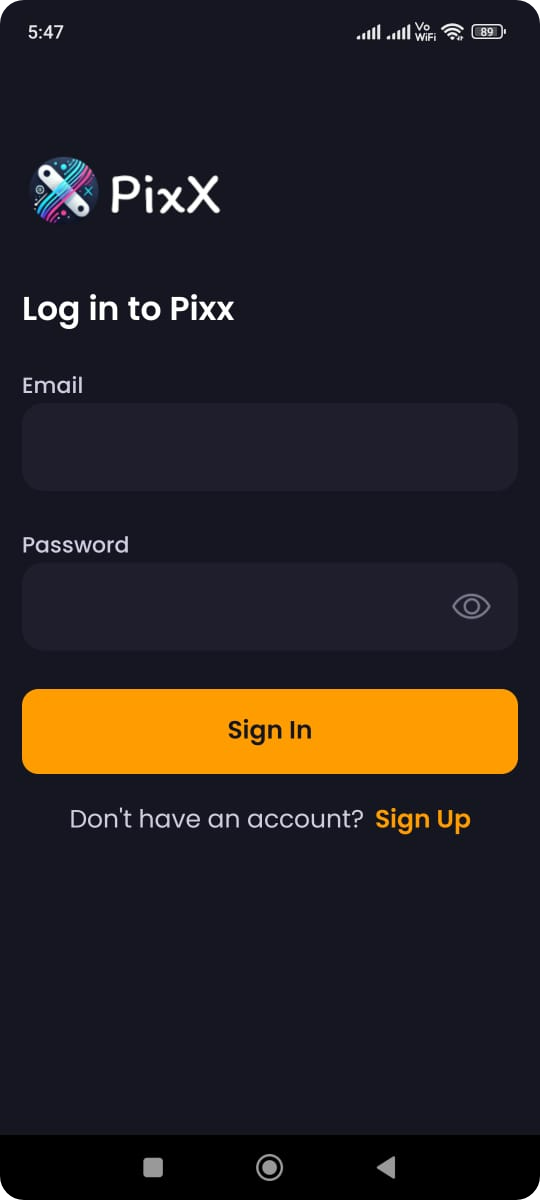 5:47
Vo
WiFi
89
PixX
Log in to Pixx
Email
Password
Sign In
Don't have an account? Sign Up